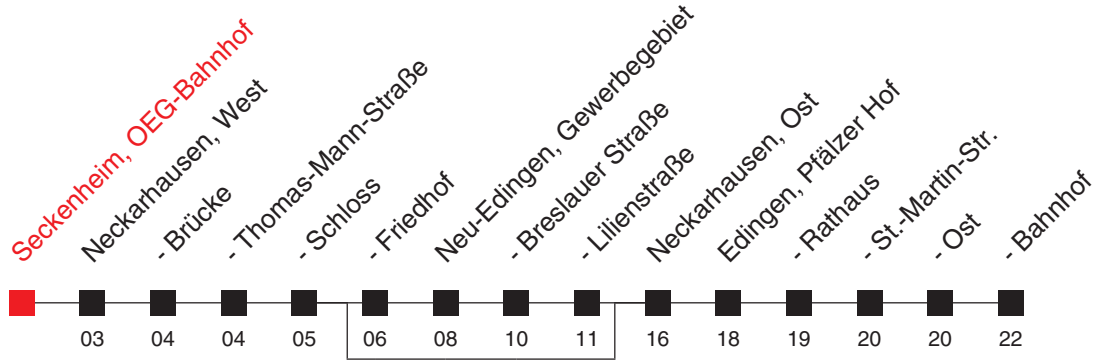 Seckenheim, OEG-Bahnhof
Neckarhausen, West
- Brücke
- Thomas-Mann-Straße
- Schloss
- Friedhof
Neu-Edingen, Gewerbegebiet
- Breslauer Straße
- Lilienstraße
Neckarhausen, Ost
Edingen, Pfälzer Hof
- Rathaus
- St.-Martin-Str.
- Ost
- Bahnhof
03 04 04 05 06 08 10 11 16 18 19 20 20 22